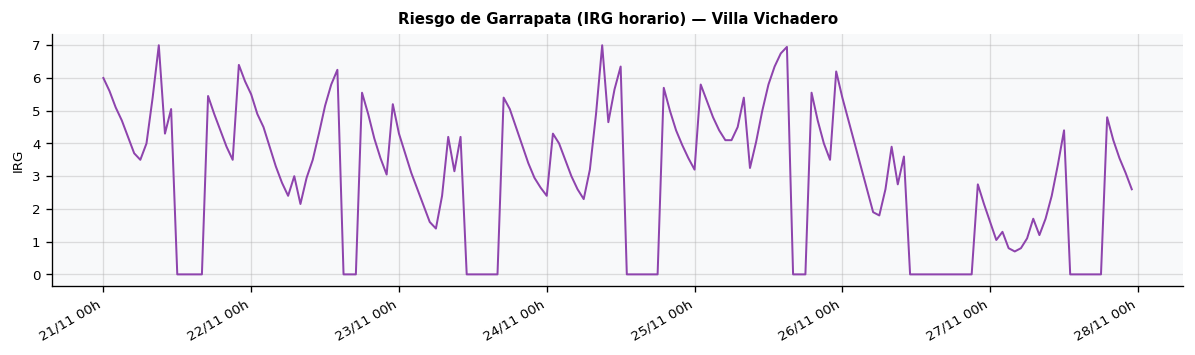 Riesgo de Garrapata (IRG horario) — Villa Vichadero
IRG
7
6
5
4
3
2
1
0
21/11 00h
22/11 00h
23/11 00h
24/11 00h
25/11 00h
26/11 00h
27/11 00h
28/11 00h